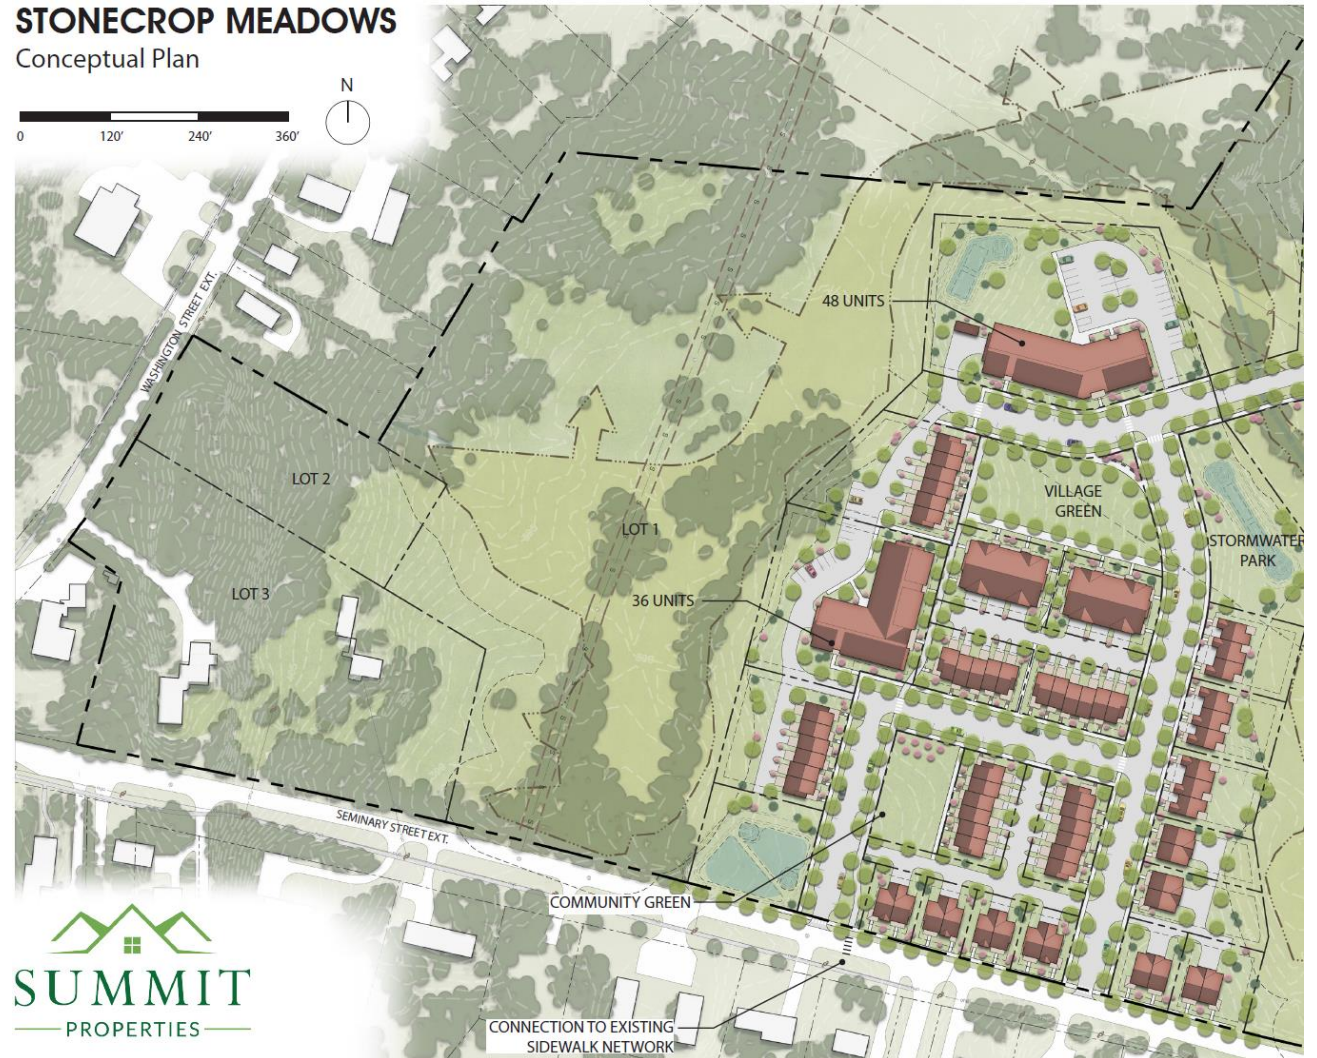 STONECROP MEADOWS
Conceptual Plan
N
0 120' 240' 360'
WASHINGTON STREET EXT.
48 UNITS
LOT 2
VILLAGE
GREEN
LOT 1
STORMWATER
PARK
LOT 3
36 UNITS
SEMINARY STREET EXT.
COMMUNITY GREEN
SUMMIT
PROPERTIES
CONNECTION TO EXISTING
SIDEWALK NETWORK